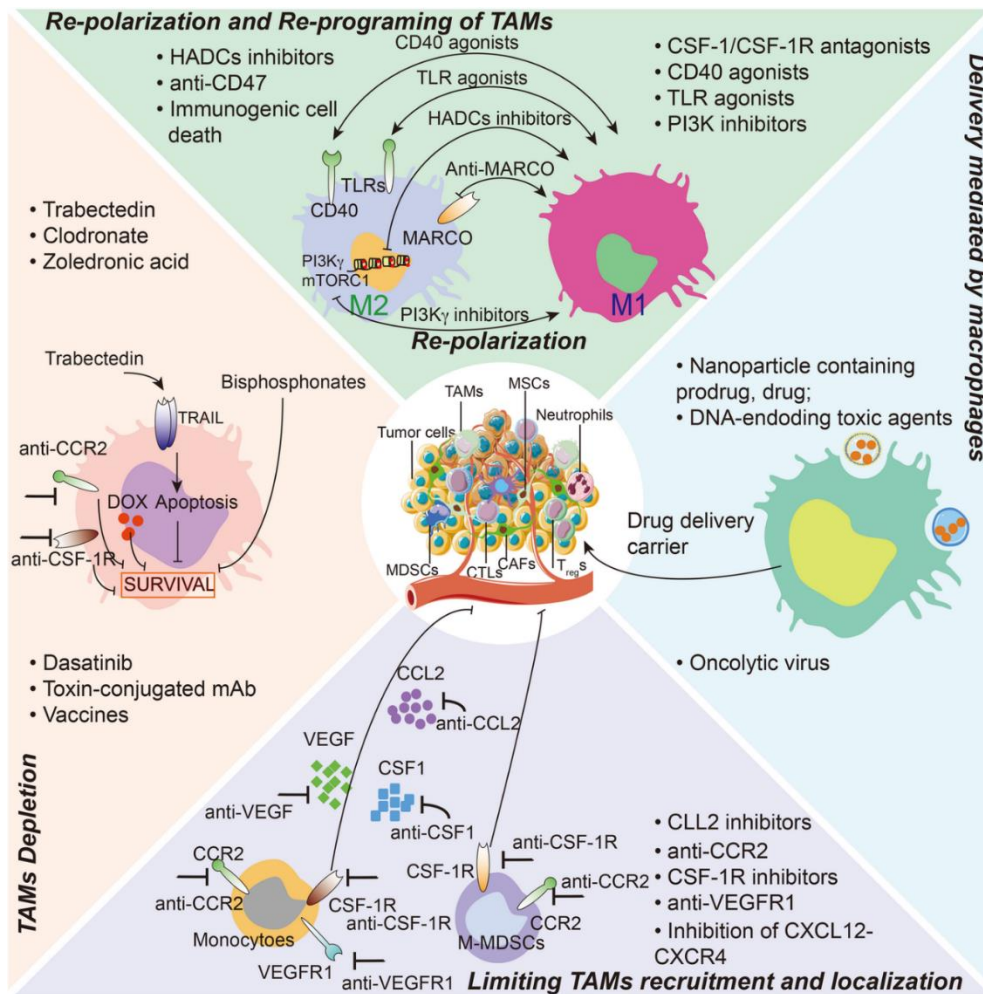 Re-polarization and Re-programing of TAMs
• HADCs inhibitors
• anti-CD47
• Immunogenic cell
death
CD40 agonists
TLR agonists
HADCs inhibitors
Anti-MARCO
• CSF-1/CSF-1R antagonists
• CD40 agonists
• TLR agonists
• PI3K inhibitors
TLRs
CD40
MARCO
PI3Kγ
mTORC1
M2
M1
PI3Kγ inhibitors
Re-polarization
Delivery mediated by macrophages
• Nanoparticle containing
prodrug, drug;
• DNA-endoding toxic agents
Drug delivery
carrier
• Oncolytic virus
• Trabectedin
• Clodronate
• Zoledronic acid
Trabectedin
Bisphosphonates
TRAIL
anti-CCR2
DOX Apoptosis
anti-CSF-1R
SURVIVAL
• Dasatinib
• Toxin-conjugated mAb
• Vaccines
TAMs Depletion
TAMs
MSCs
Neutrophils
Tumor cells
MDSCs
CTLs
CAFs
Tregs
CCL2
anti-CCL2
VEGF
anti-VEGF
CSF1
anti-CSF1
CCR2
anti-CCR2
Monocytoes
CSF-1R
anti-CSF-1R
VEGFR1
anti-VEGFR1
anti-CSF-1R
CSF-1R
anti-CCR2
CCR2
M-MDSCs
• CLL2 inhibitors
• anti-CCR2
• CSF-1R inhibitors
• anti-VEGFR1
• Inhibition of CXCL12-
CXCR4
Limiting TAMs recruitment and localization